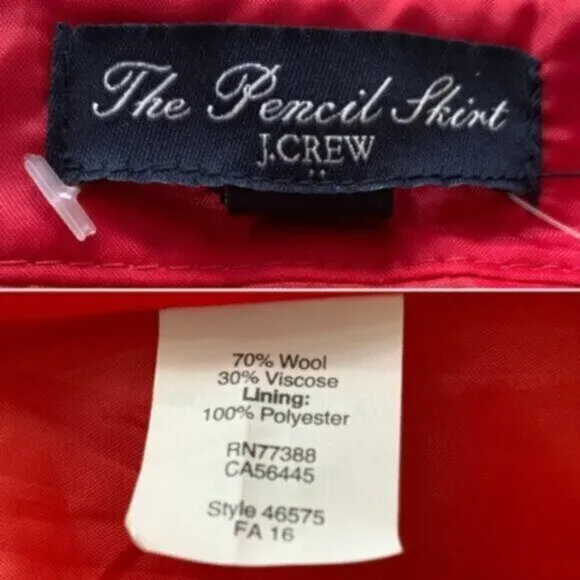 The Pencil Skirt
J.CREW
70% Wool
30% Viscose
Lining:
100% Polyester
RN77388
CA56445
Style 46575
FA 16